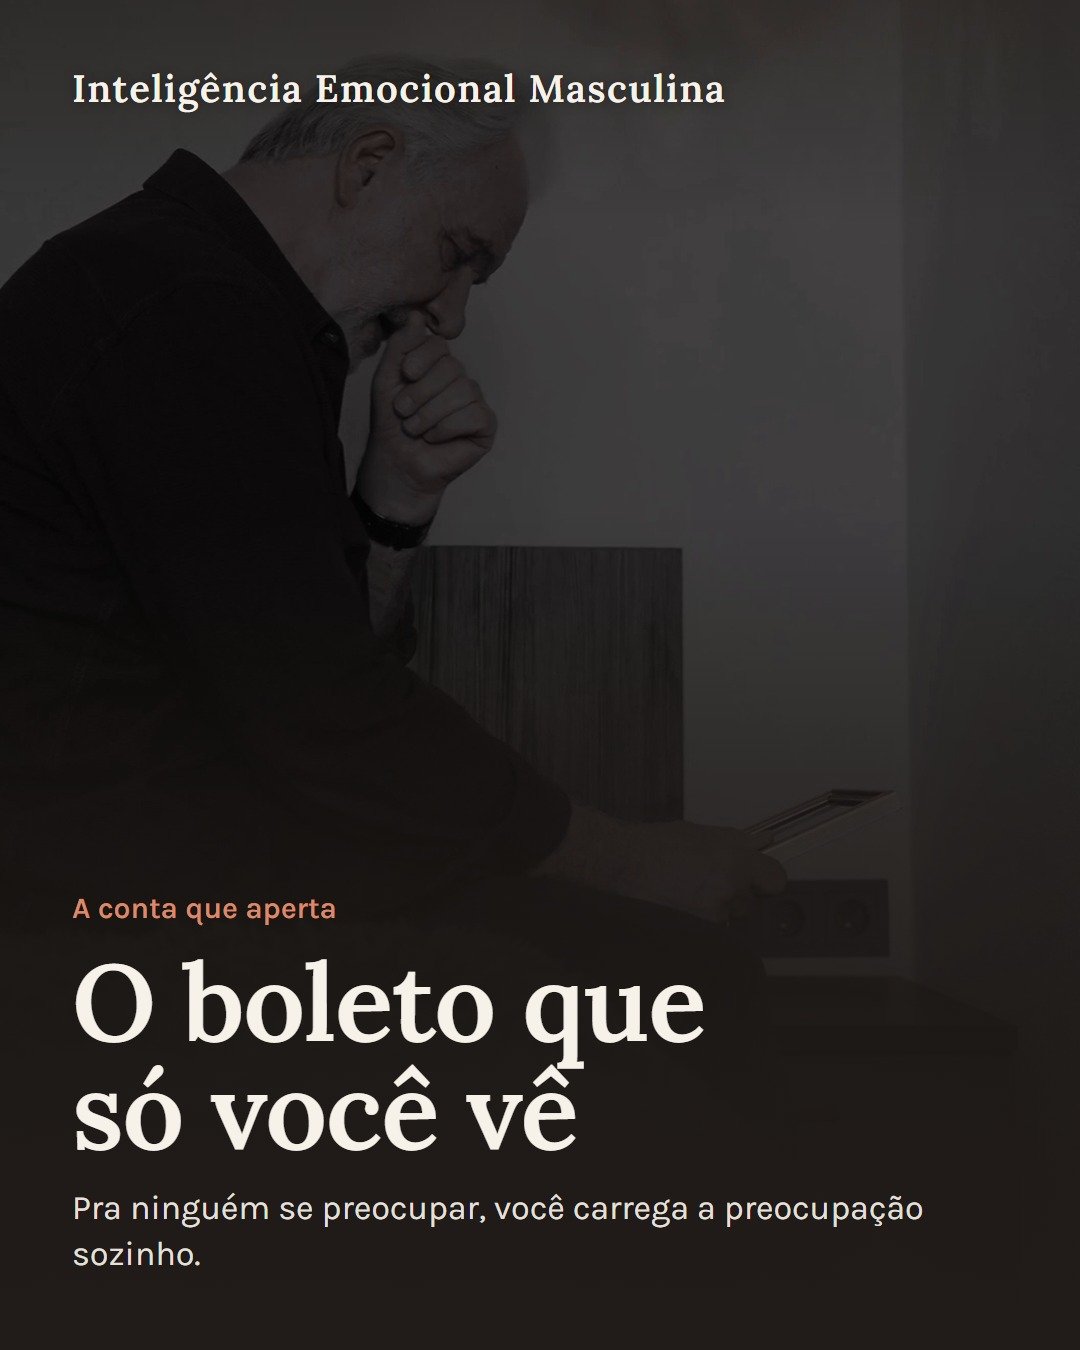 Inteligência Emocional Masculina
A conta que aperta
O boleto que
só você vê
Pra ninguém se preocupar, você carrega a preocupação
sozinho.